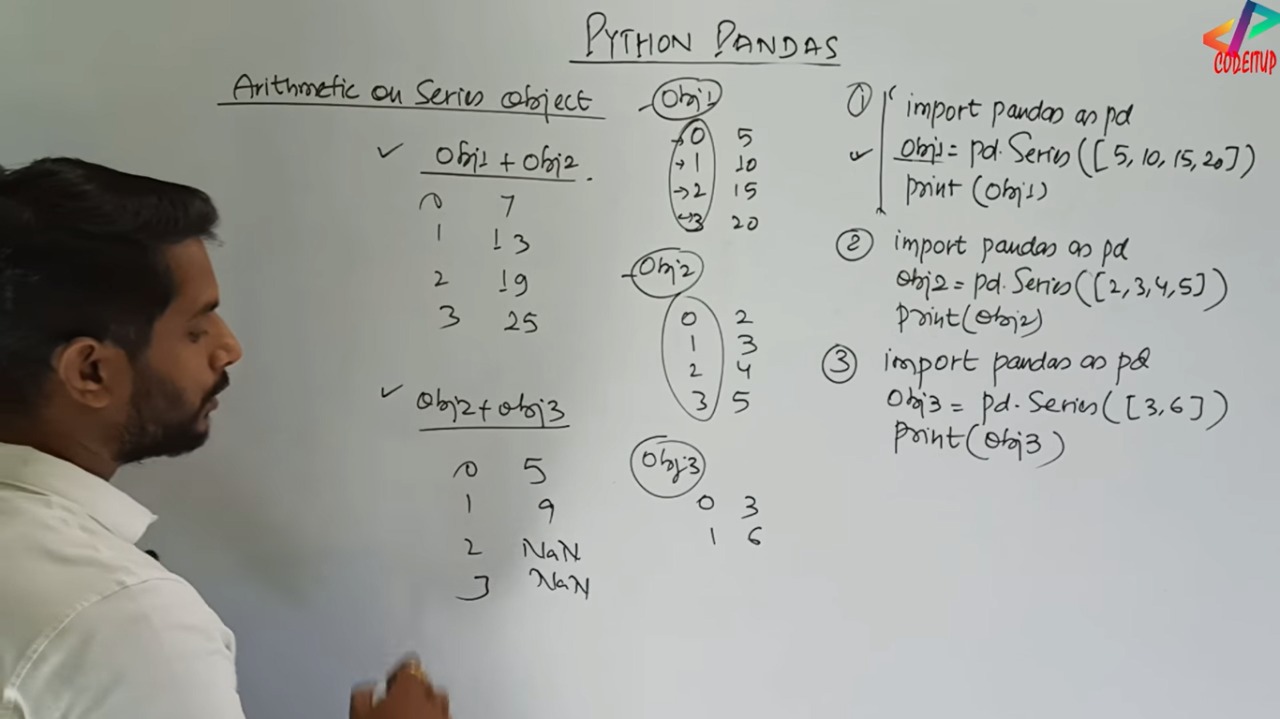 PYTHON PANDAS
CODEITUP
Arithmetic on Series object
Obj1 + Obj2
0 7
1 13
2 19
3 25
Obj2 + Obj3
0 5
1 9
2 NaN
3 NaN
Obj1
0 5
1 10
2 15
3 20
Obj2
0 2
1 3
2 4
3 5
Obj3
0 3
1 6
① import pandas as pd
Obj1 = pd.Series([5, 10, 15, 20])
print(Obj1)
② import pandas as pd
Obj2 = pd.Series([2, 3, 4, 5])
print(Obj2)
③ import pandas as pd
Obj3 = pd.Series([3, 6])
print(Obj3)